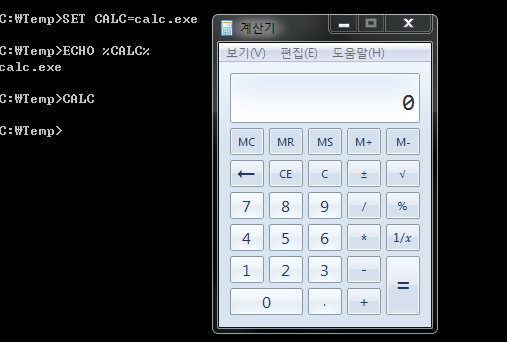 C:₩Temp>SET CALC=calc.exe
C:₩Temp>ECHO %CALC%
calc.exe
C:₩Temp>CALC
C:₩Temp>
계산기
보기(V) 편집(E) 도움말(H)
0
MC MR MS M+ M-
← CE C ± √
7 8 9 / %
4 5 6 * 1/x
1 2 3 - =
0 . +